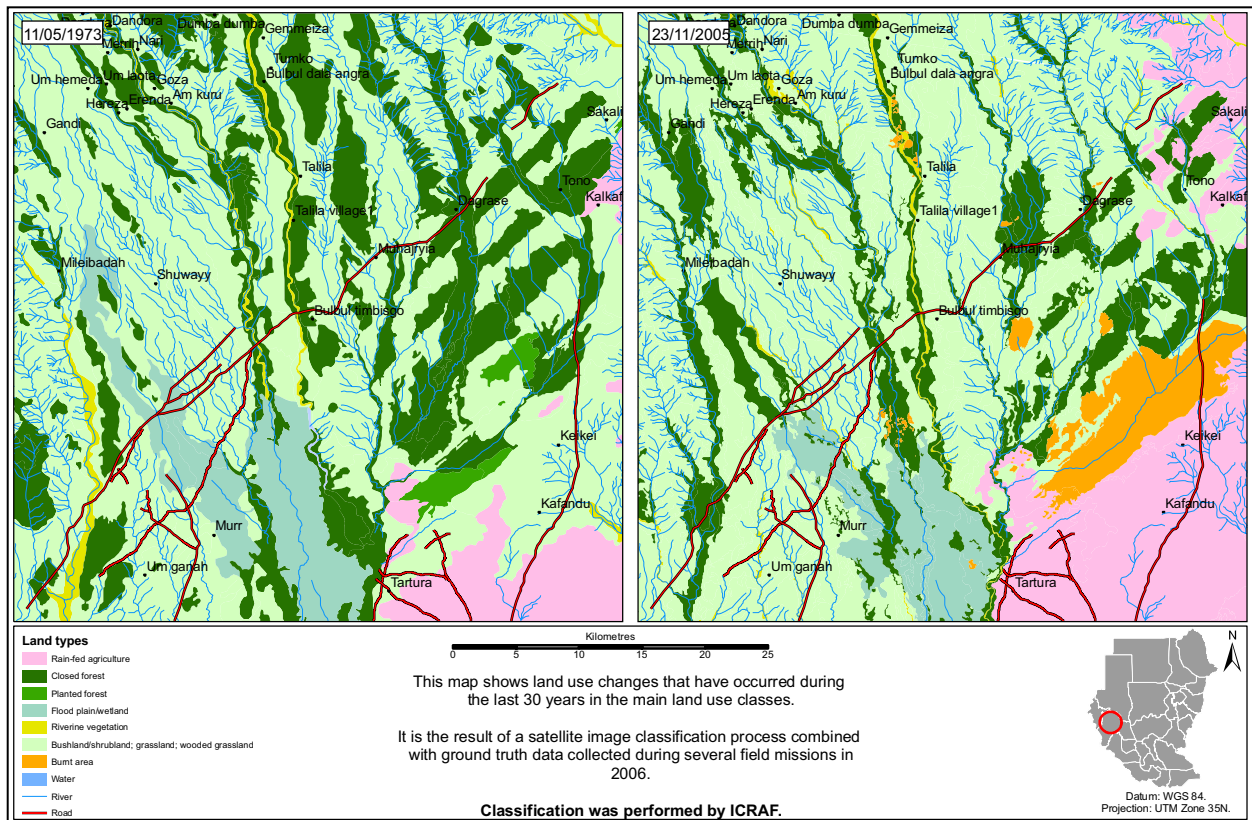 11/05/1973
Dandora
Dumba dumba
Gemmeiza
Merrih
Nari
Tumko
Um hemeda
Um laota
Goza
Bulbul dala angra
Hereza
Erenda
Am kuru
Gandi
Sakali
Talila
Tono
Kalkaf
Talila village1
Dagrase
Muhajryia
Mileibadah
Shuwayy
Bulbul timbisgo
Keikei
Kafandu
Murr
Um ganah
Tartura
23/11/2005
Dandora
Dumba dumba
Gemmeiza
Merrih
Nari
Tumko
Um hemeda
Um laota
Goza
Bulbul dala angra
Hereza
Erenda
Am kuru
Gandi
Sakali
Talila
Tono
Kalkaf
Talila village1
Dagrase
Muhajryia
Mileibadah
Shuwayy
Bulbul timbisgo
Keikei
Kafandu
Murr
Um ganah
Tartura
Land types
Rain-fed agriculture
Closed forest
Planted forest
Flood plain/wetland
Riverine vegetation
Bushland/shrubland; grassland; wooded grassland
Burnt area
Water
River
Road
Kilometres
0 5 10 15 20 25
This map shows land use changes that have occurred during
the last 30 years in the main land use classes.
It is the result of a satellite image classification process combined
with ground truth data collected during several field missions in
2006.
Classification was performed by ICRAF.
N
Datum: WGS 84.
Projection: UTM Zone 35N.